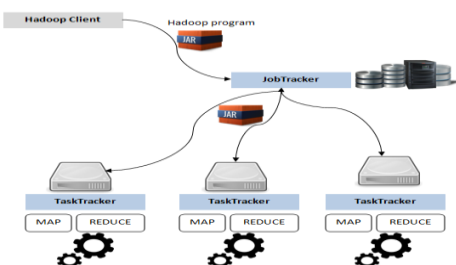 Hadoop Client
Hadoop program
JAR
JobTracker
JAR
TaskTracker TaskTracker TaskTracker
MAP REDUCE MAP REDUCE MAP REDUCE